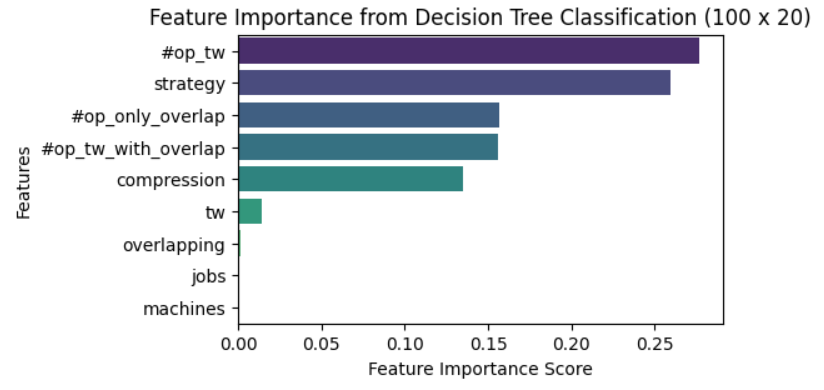 Feature Importance from Decision Tree Classification (100 x 20)
Features
#op_tw
strategy
#op_only_overlap
#op_tw_with_overlap
compression
tw
overlapping
jobs
machines
0.00 0.05 0.10 0.15 0.20 0.25
Feature Importance Score